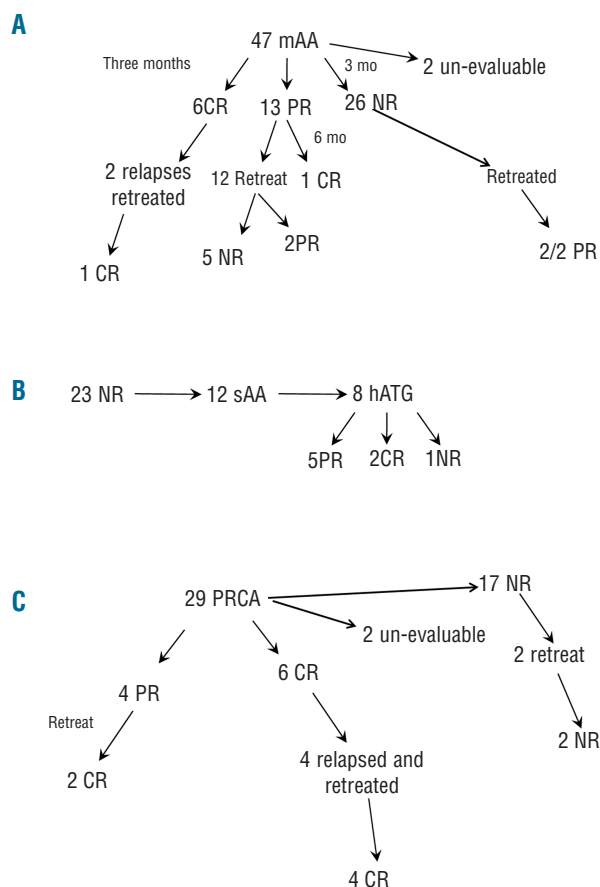 A
47 mAA
Three months
3 mo
2 un-evaluable
6CR
13 PR
26 NR
6 mo
2 relapses
retreated
12 Retreat
1 CR
Retreated
5 NR
2PR
2/2 PR
1 CR
B
23 NR
12 sAA
8 hATG
5PR
2CR
1NR
C
29 PRCA
17 NR
2 un-evaluable
2 retreat
6 CR
4 PR
Retreat
2 NR
2 CR
4 relapsed and
retreated
4 CR